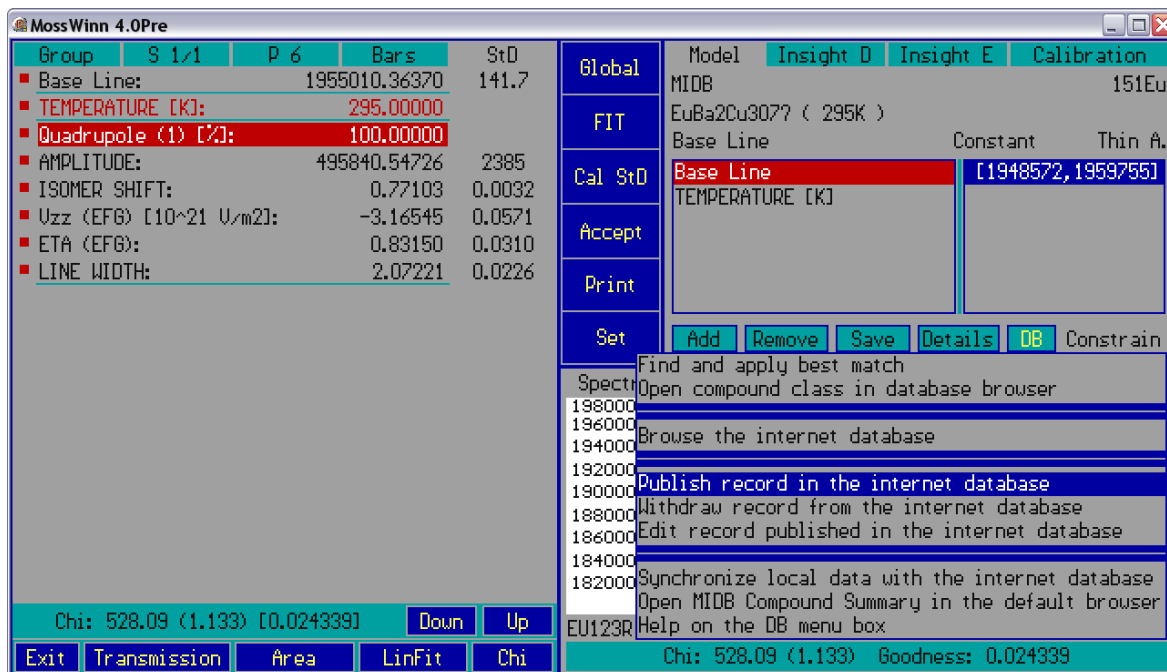 MossWinn 4.0Pre
Group S 1/1 P 6 Bars StD
Base Line: 1955010.36370 141.7
TEMPERATURE [K]: 295.00000
Quadrupole (1) [%]: 100.00000
AMPLITUDE: 495840.54726 2385
ISOMER SHIFT: 0.77103 0.0032
Vzz (EFG) [10^21 V/m2]: -3.16545 0.0571
ETA (EFG): 0.83150 0.0310
LINE WIDTH: 2.07221 0.0226
Chi: 528.09 (1.133) [0.024339] Down Up
Exit Transmission Area LinFit Chi
Global
FIT
Cal StD
Accept
Print
Set
Model Insight D Insight E Calibration
MIDB 151Eu
EuBa2Cu307? ( 295K )
Base Line Constant Thin A.
Base Line [1948572,1959755]
TEMPERATURE [K]
Add Remove Save Details DB Constrain
Find and apply best match
Open compound class in database browser
Browse the internet database
Publish record in the internet database
Withdraw record from the internet database
Edit record published in the internet database
Synchronize local data with the internet database
Open MIDB Compound Summary in the default browser
Help on the DB menu box
Spectr
198000
196000
194000
192000
190000
188000
186000
184000
182000
EU123R
Chi: 528.09 (1.133) Goodness: 0.024339